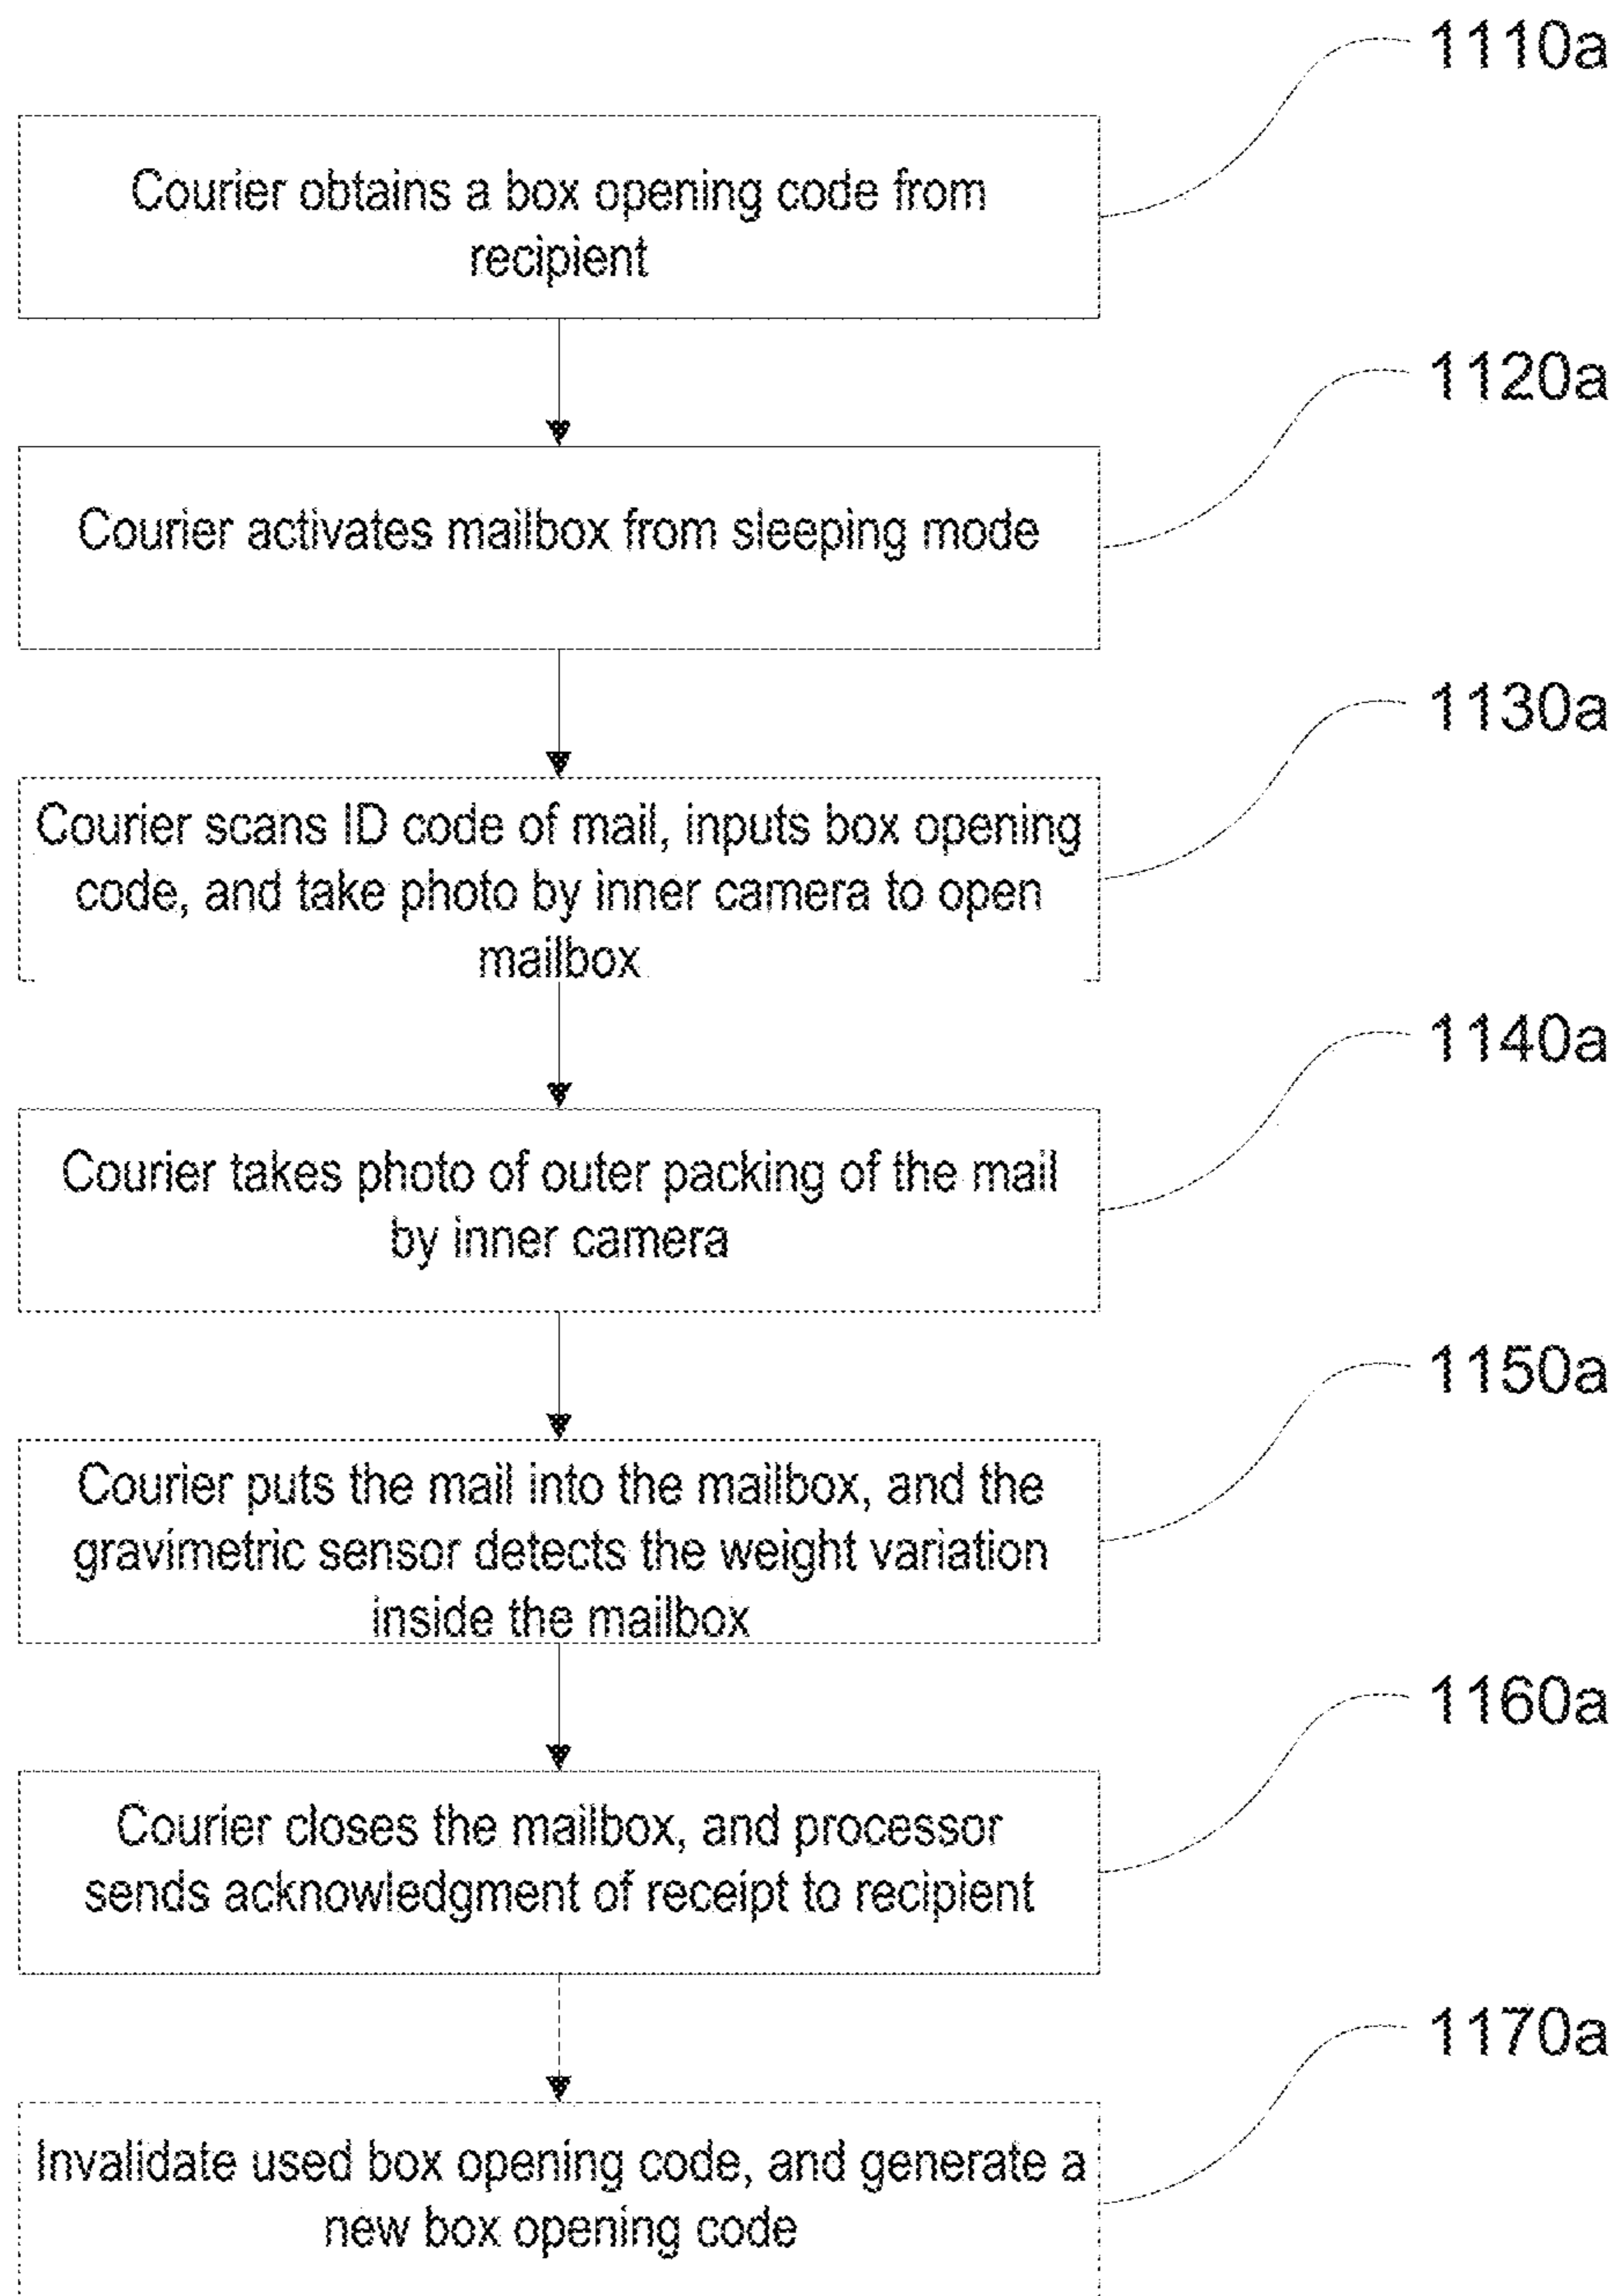 1110a
Courier obtains a box opening code from
recipient
1120a
Courier activates mailbox from sleeping mode
1130a
Courier scans ID code of mail, inputs box opening
code, and take photo by inner camera to open
mailbox
1140a
Courier takes photo of outer packing of the mail
by inner camera
1150a
Courier puts the mail into the mailbox, and the
gravimetric sensor detects the weight variation
inside the mailbox
1160a
Courier closes the mailbox, and processor
sends acknowledgment of receipt to recipient
1170a
Invalidate used box opening code, and generate a
new box opening code